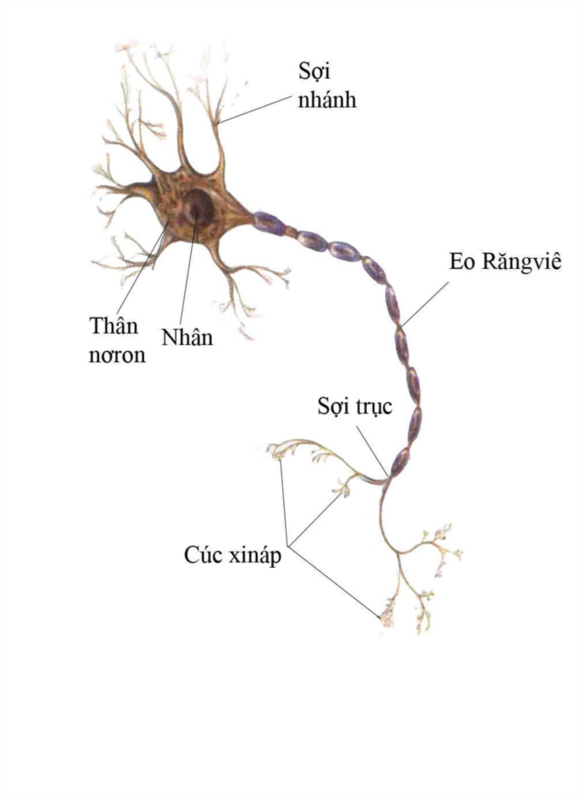 Sợi
nhánh
Eo Răngviê
Thân
nơron
Nhân
Sợi trục
Cúc xináp